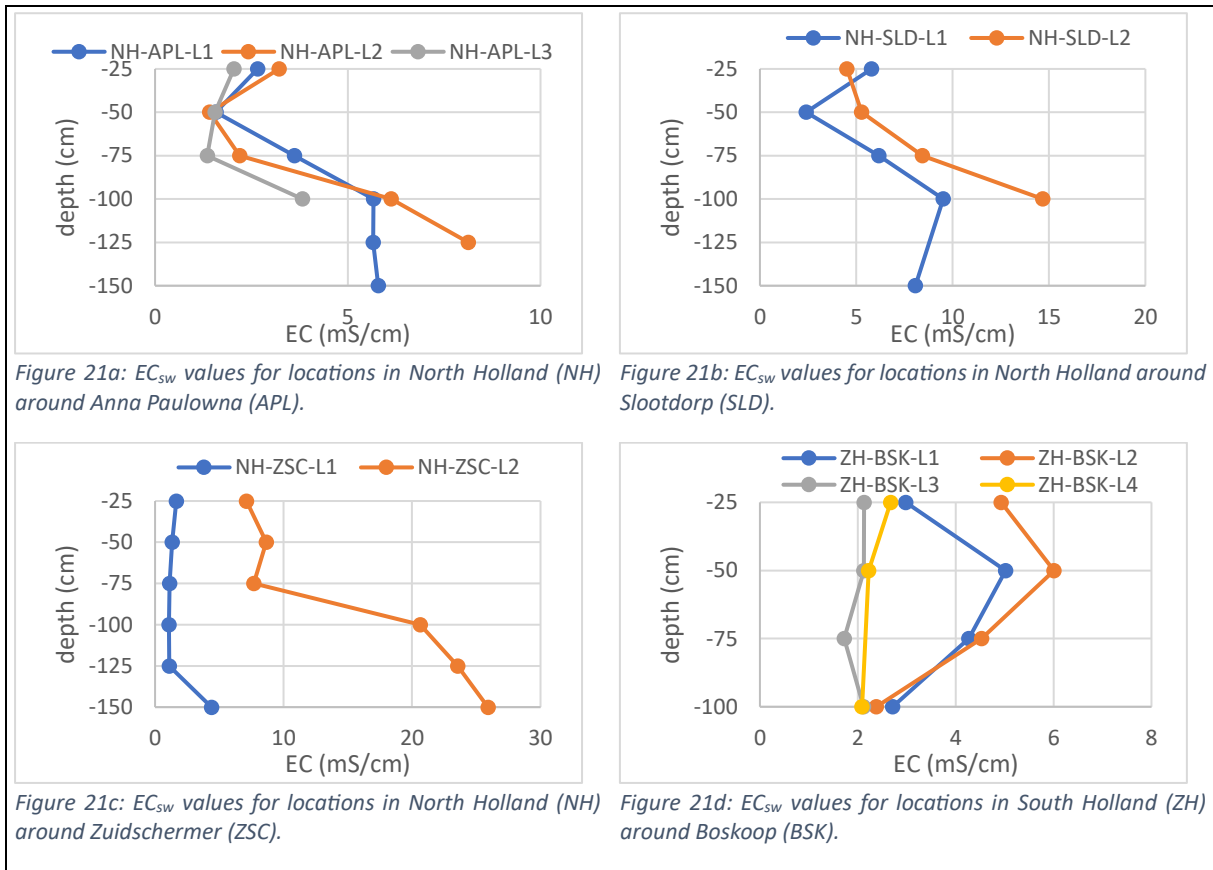 NH-APL-L1 NH-APL-L2 NH-APL-L3
-25
-50
-75
-100
-125
-150
depth (cm)
0 5 10
EC (mS/cm)
Figure 21a: ECsw values for locations in North Holland (NH)
around Anna Paulowna (APL).
NH-SLD-L1 NH-SLD-L2
-25
-50
-75
-100
-125
-150
depth (cm)
0 5 10 15 20
EC (mS/cm)
Figure 21b: ECsw values for locations in North Holland around
Slootdorp (SLD).
NH-ZSC-L1 NH-ZSC-L2
-25
-50
-75
-100
-125
-150
depth (cm)
0 10 20 30
EC (mS/cm)
Figure 21c: ECsw values for locations in North Holland (NH)
around Zuidschermer (ZSC).
ZH-BSK-L1 ZH-BSK-L2
ZH-BSK-L3 ZH-BSK-L4
-25
-50
-75
-100
depth (cm)
0 2 4 6 8
EC (mS/cm)
Figure 21d: ECsw values for locations in South Holland (ZH)
around Boskoop (BSK).